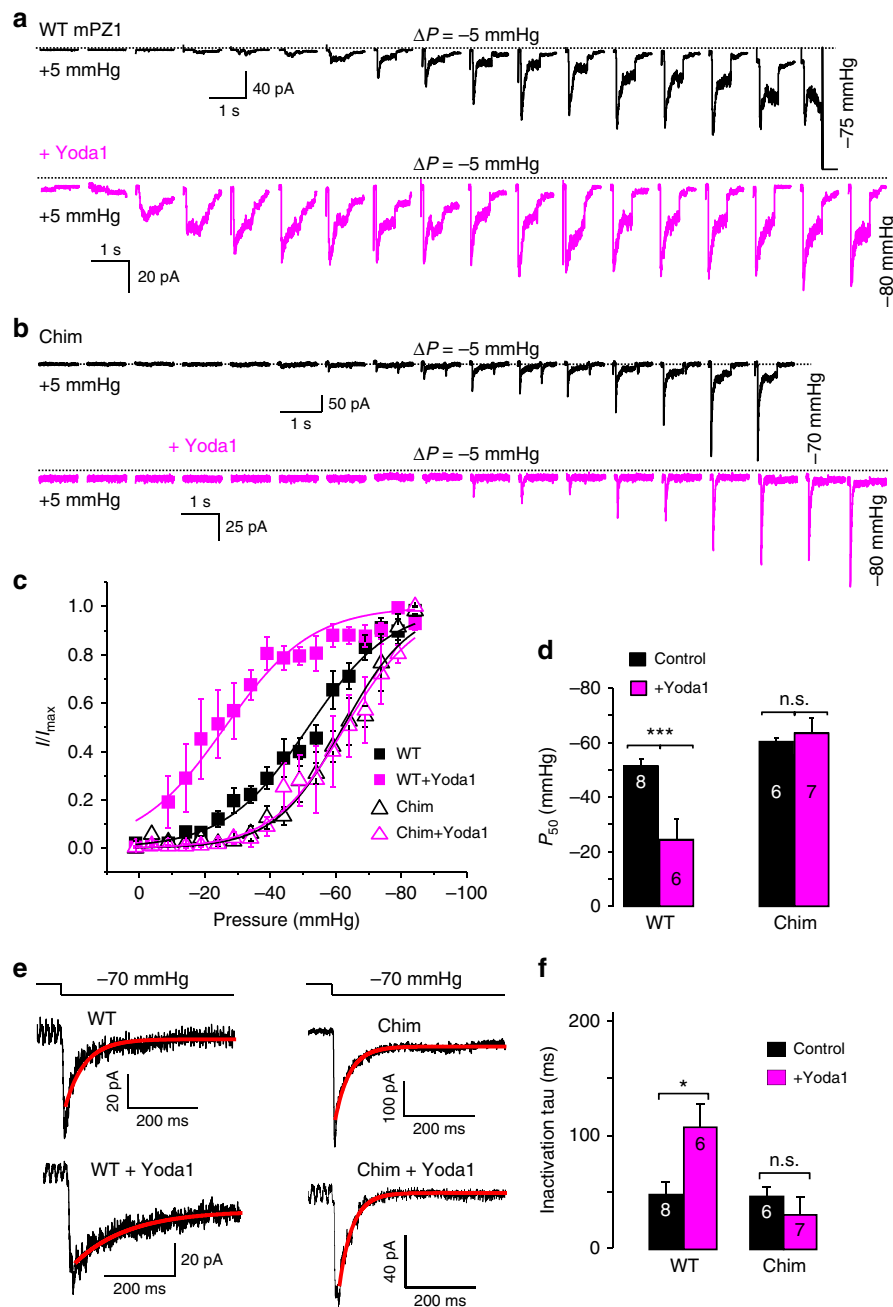 a
WT mPZ1
ΔP = –5 mmHg
+5 mmHg
40 pA
1 s
–75 mmHg
+ Yoda1
ΔP = –5 mmHg
+5 mmHg
1 s
20 pA
–80 mmHg
b
Chim
ΔP = –5 mmHg
+5 mmHg
50 pA
1 s
–70 mmHg
+ Yoda1
ΔP = –5 mmHg
+5 mmHg
1 s
25 pA
–80 mmHg
c
1.0
0.8
0.6
0.4
0.2
0.0
I/Imax
WT
WT+Yoda1
Chim
Chim+Yoda1
0 –20 –40 –60 –80 –100
Pressure (mmHg)
d
Control
+Yoda1
–80
–60
–40
–20
0
P50 (mmHg)
***
n.s.
8
6
6
7
WT
Chim
e
–70 mmHg
–70 mmHg
WT
Chim
20 pA
200 ms
100 pA
200 ms
WT + Yoda1
Chim + Yoda1
20 pA
200 ms
40 pA
200 ms
f
200
100
0
Inactivation tau (ms)
Control
+Yoda1
*
n.s.
8
6
6
7
WT
Chim